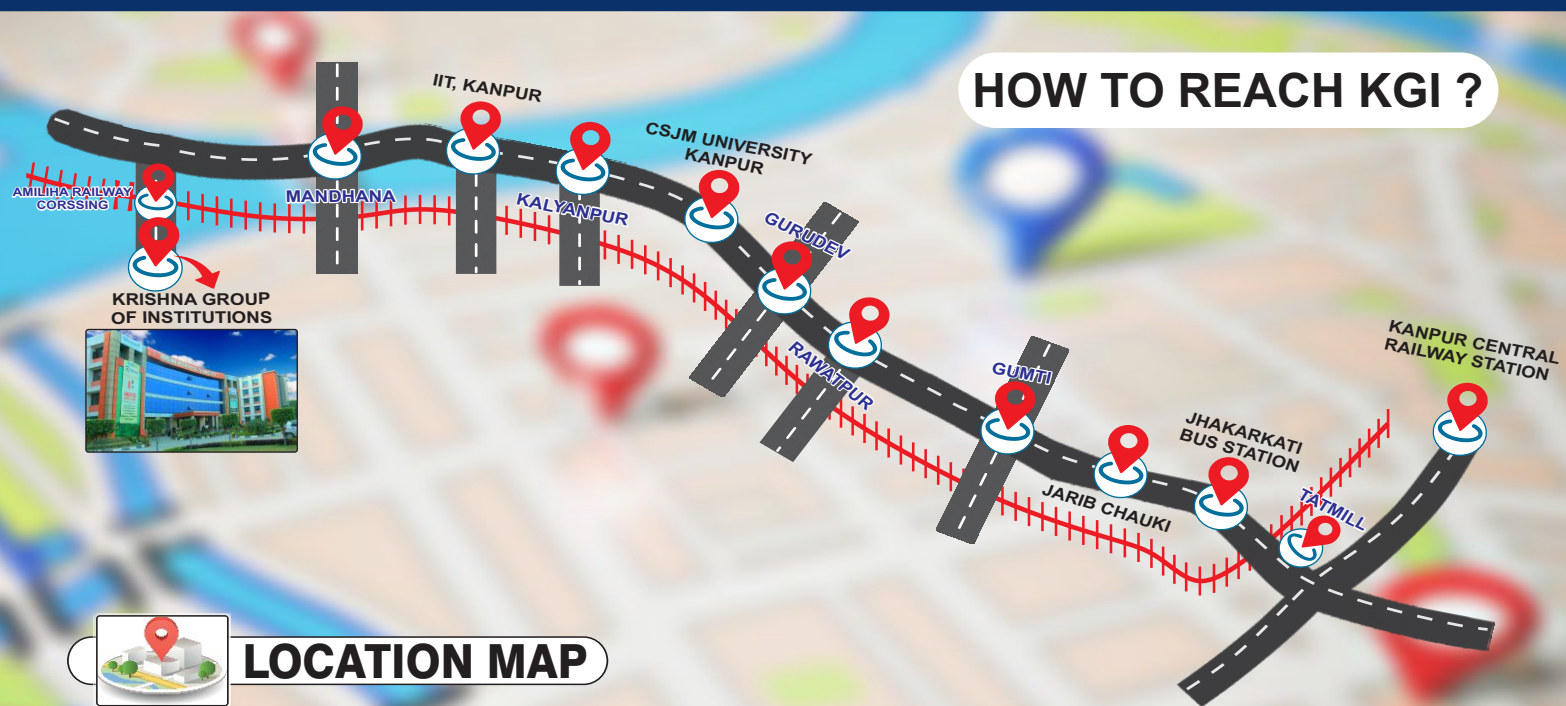 HOW TO REACH KGI ?
IIT, KANPUR
CSJM UNIVERSITY
KANPUR
AMILIHA RAILWAY
CORSSING
MANDHANA
KALYANPUR
GURUDEV
KRISHNA GROUP
OF INSTITUTIONS
RAWATPUR
GUMTI
KANPUR CENTRAL
RAILWAY STATION
JHAKARKATI
BUS STATION
JARIB CHAUKI
TATMILL
LOCATION MAP